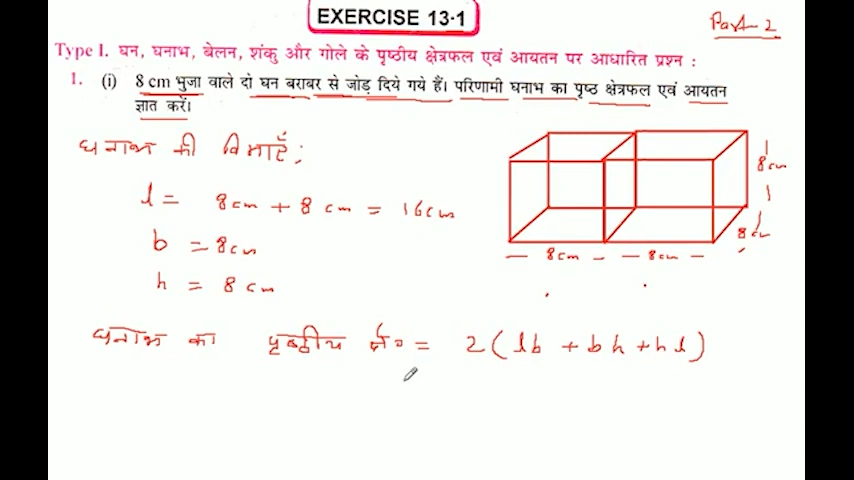 EXERCISE 13·1
Part 2
Type I. घन, घनाभ, बेलन, शंकु और गोले के पृष्ठीय क्षेत्रफल एवं आयतन पर आधारित प्रश्न :
1. (i) 8 cm भुजा वाले दो घन बराबर से जोड़ दिये गये हैं। परिणामी घनाभ का पृष्ठ क्षेत्रफल एवं आयतन
ज्ञात करें।
घनाभ की विमाएँ;
l = 8 cm + 8 cm = 16 cm
b = 8 cm
h = 8 cm
8 cm
8 cm
8 cm 8 cm
घनाभ का पृष्ठीय क्षे० = 2 (lb + bh + hl)